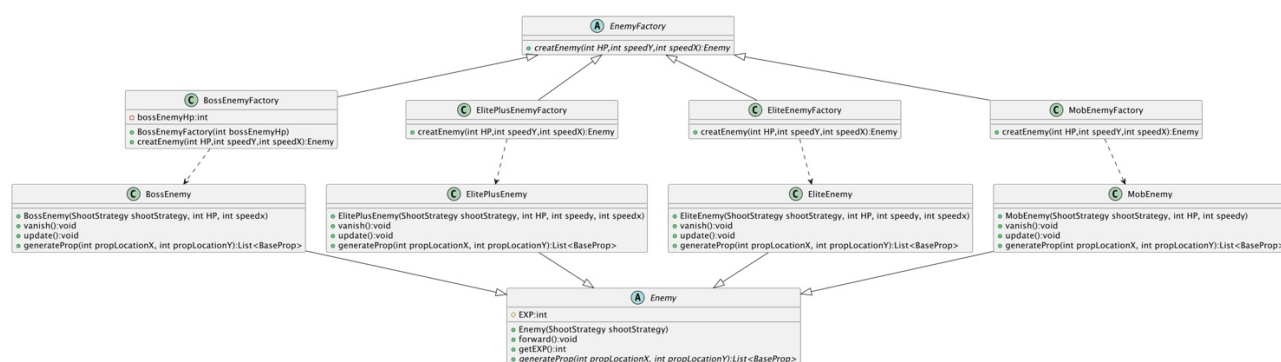 A EnemyFactory
creatEnemy(int HP,int speedY,int speedX):Enemy
C BossEnemyFactory
bossEnemyHp:int
BossEnemyFactory(int bossEnemyHp)
creatEnemy(int HP,int speedY,int speedX):Enemy
C ElitePlusEnemyFactory
creatEnemy(int HP,int speedY,int speedX):Enemy
C EliteEnemyFactory
creatEnemy(int HP,int speedY,int speedX):Enemy
C MobEnemyFactory
creatEnemy(int HP,int speedY,int speedX):Enemy
C BossEnemy
BossEnemy(ShootStrategy shootStrategy, int HP, int speedx)
vanish():void
update():void
generateProp(int propLocationX, int propLocationY):List<BaseProp>
C ElitePlusEnemy
ElitePlusEnemy(ShootStrategy shootStrategy, int HP, int speedy, int speedx)
vanish():void
update():void
generateProp(int propLocationX, int propLocationY):List<BaseProp>
C EliteEnemy
EliteEnemy(ShootStrategy shootStrategy, int HP, int speedy, int speedx)
vanish():void
update():void
generateProp(int propLocationX, int propLocationY):List<BaseProp>
C MobEnemy
MobEnemy(ShootStrategy shootStrategy, int HP, int speedy)
vanish():void
update():void
generateProp(int propLocationX, int propLocationY):List<BaseProp>
A Enemy
EXP:int
Enemy(ShootStrategy shootStrategy)
forward():void
getEXP():int
generateProp(int propLocationX, int propLocationY):List<BaseProp>